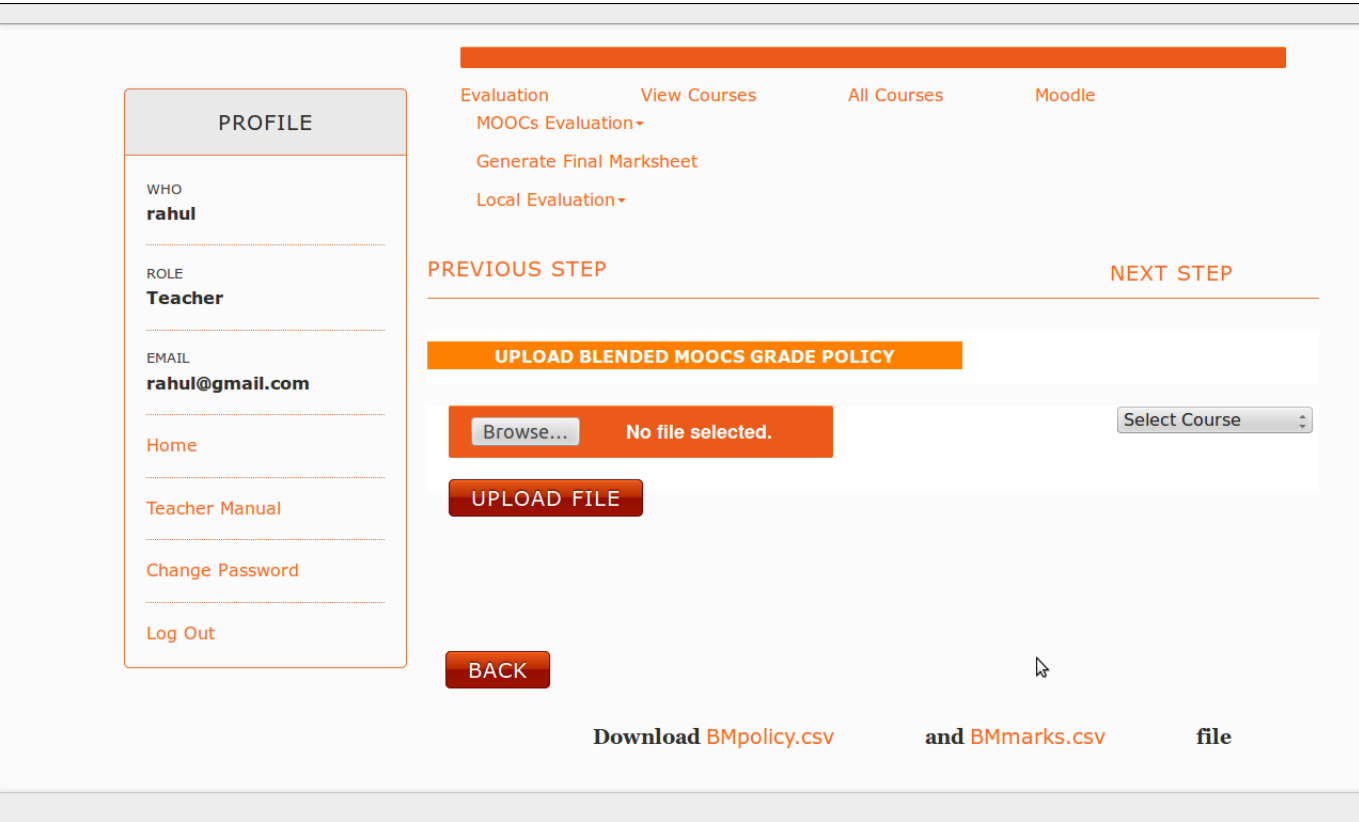 PROFILE
WHO
rahul
ROLE
Teacher
EMAIL
rahul@gmail.com
Home
Teacher Manual
Change Password
Log Out
Evaluation View Courses All Courses Moodle
MOOCs Evaluation
Generate Final Marksheet
Local Evaluation
PREVIOUS STEP NEXT STEP
UPLOAD BLENDED MOOCS GRADE POLICY
Browse... No file selected. Select Course
UPLOAD FILE
BACK
Download BMpolicy.csv and BMmarks.csv file